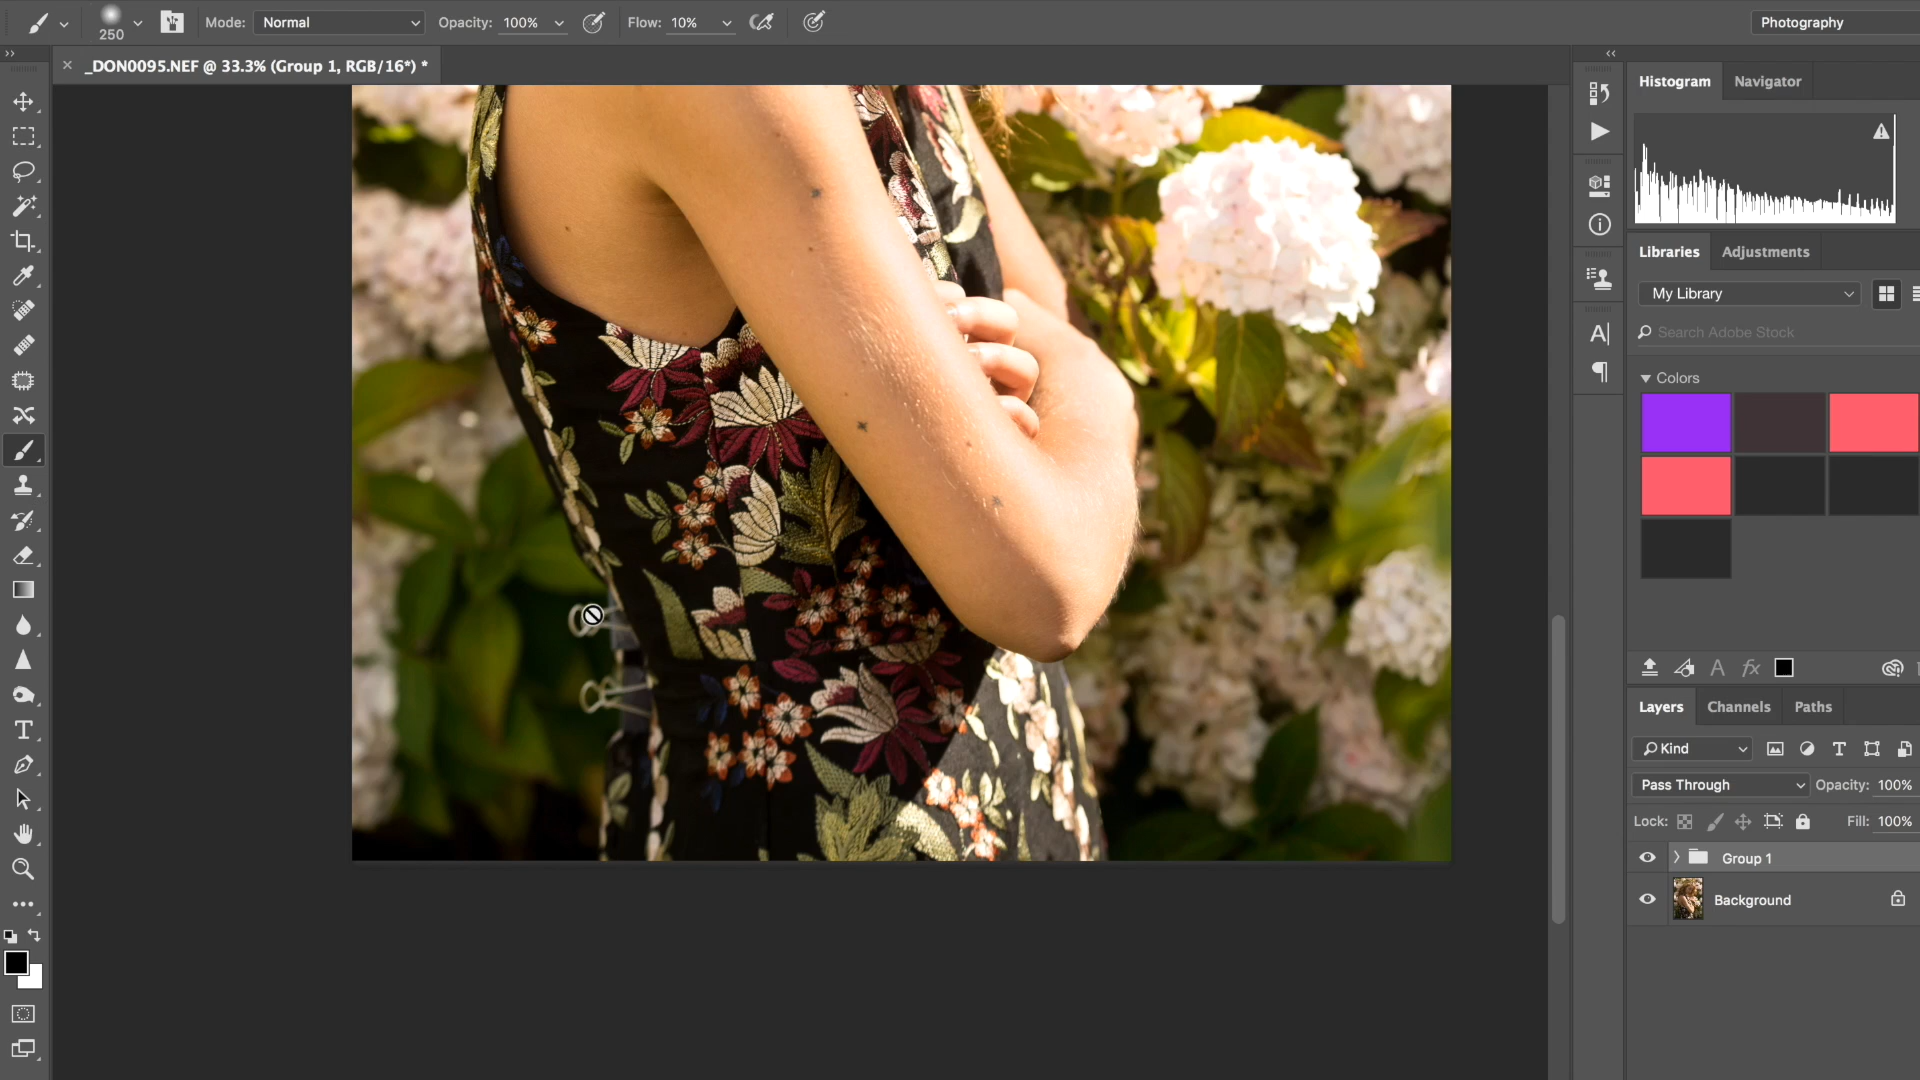 Mode: Normal Opacity: 100% Flow: 10% Photography
250
_DON0095.NEF @ 33.3% (Group 1, RGB/16*) *
Histogram Navigator
Libraries Adjustments
My Library
Search Adobe Stock
Colors
Layers Channels Paths
Kind
Pass Through Opacity: 100%
Lock: Fill: 100%
Group 1
Background